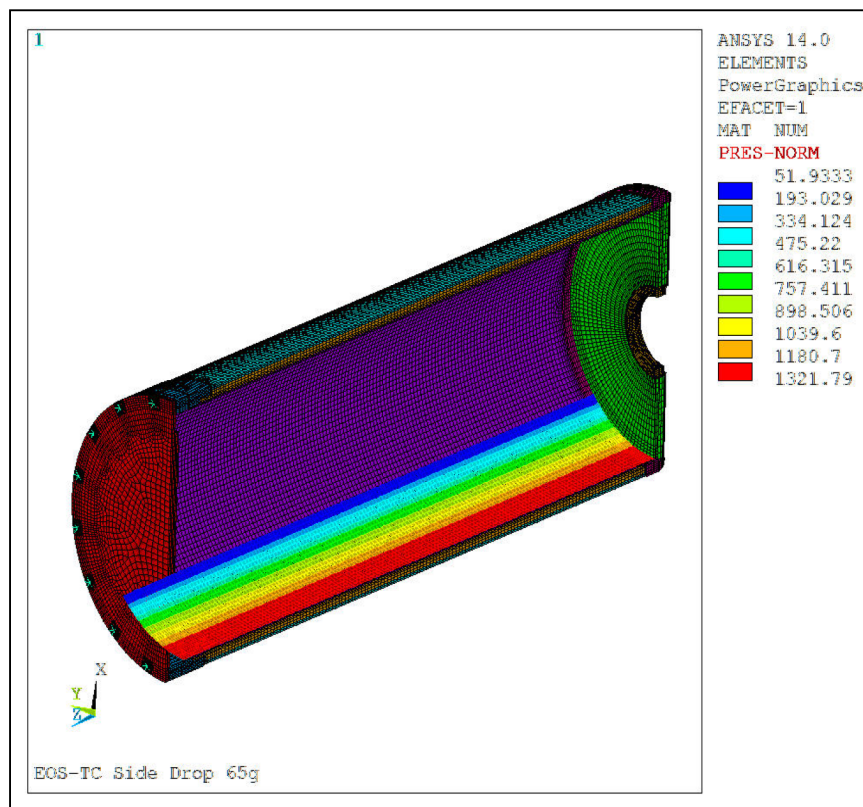 1
ANSYS 14.0
ELEMENTS
PowerGraphics
EFACET=1
MAT NUM
PRES-NORM
51.9333
193.029
334.124
475.22
616.315
757.411
898.506
1039.6
1180.7
1321.79
X
Y
Z
EOS-TC Side Drop 65g